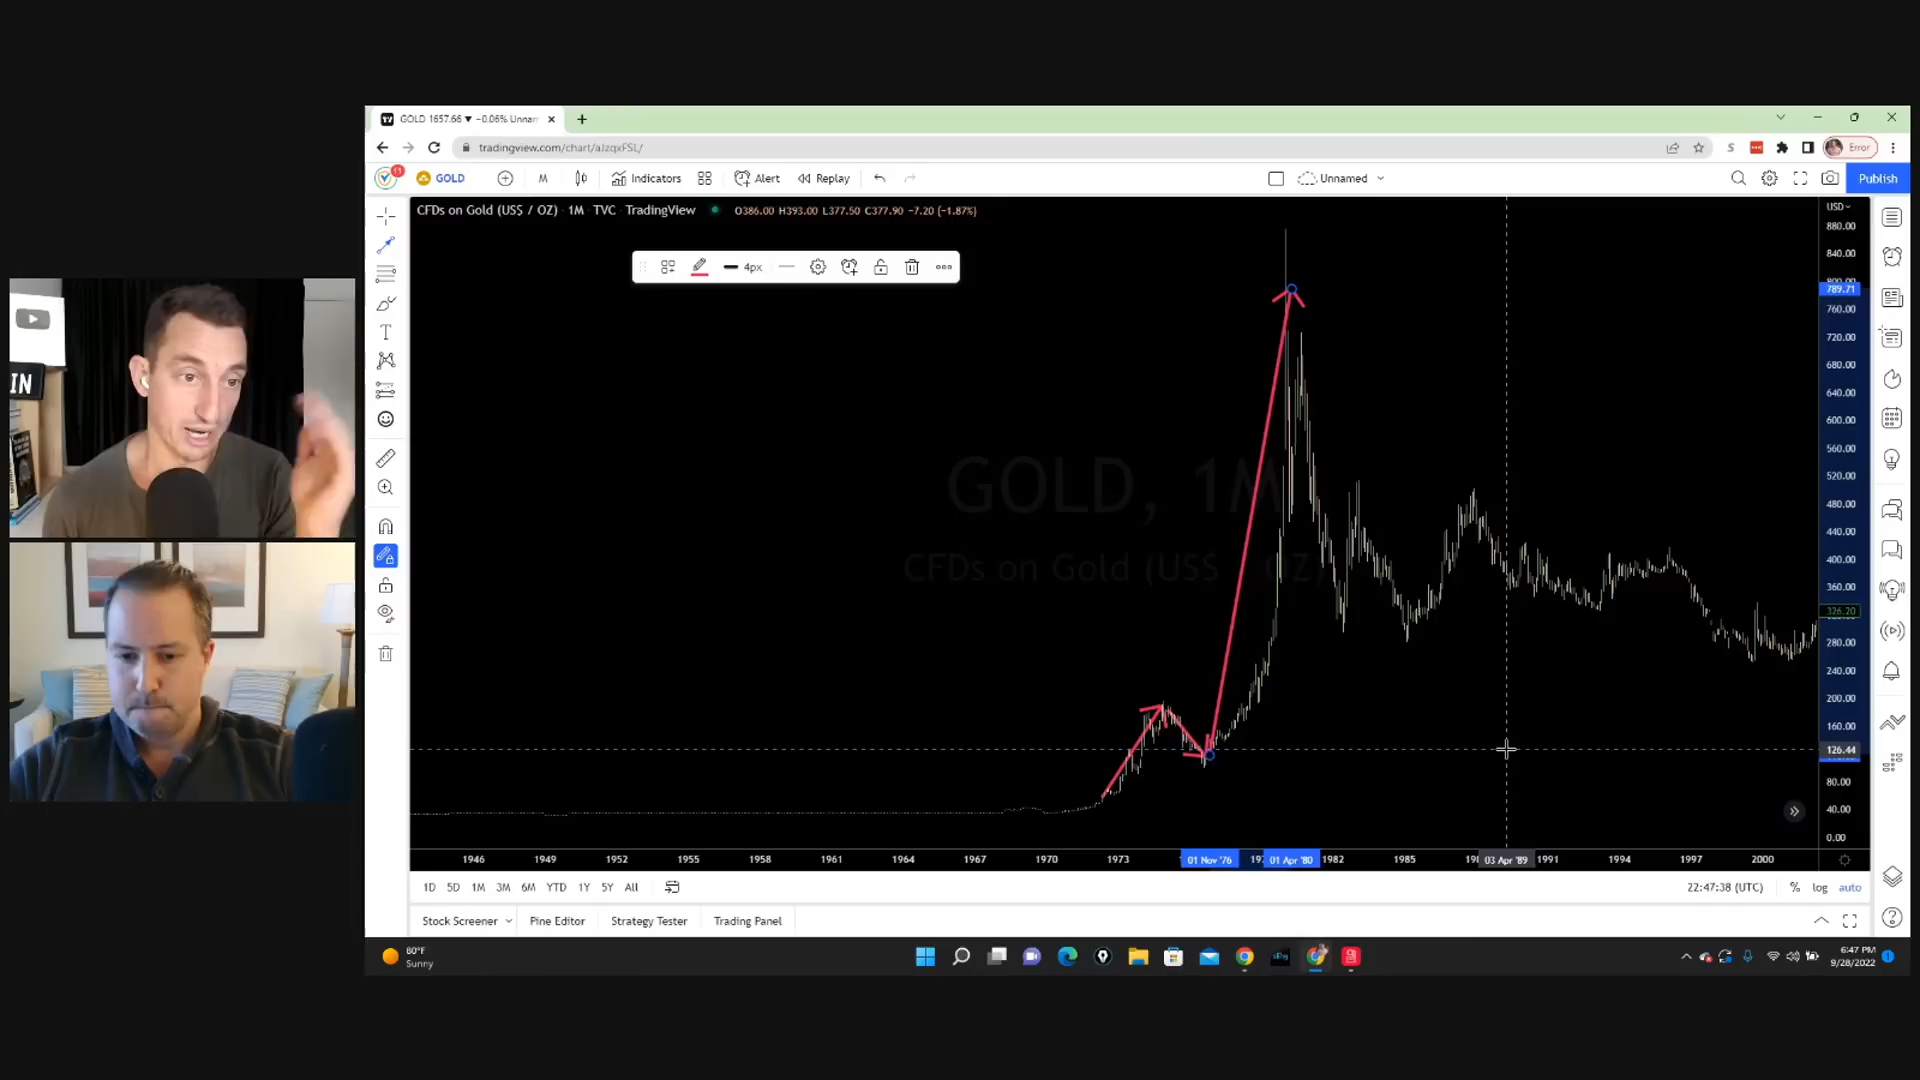 GOLD 1657.66 ▼ −0.06% Unnam
tradingview.com/chart/aJzqxFSL/
Error
11
GOLD
M
Indicators
Alert
Replay
Unnamed
Publish
CFDs on Gold (US$ / OZ) · 1M · TVC · TradingView
O386.00 H393.00 L377.50 C377.90 −7.20 (−1.87%)
USD
4px
IN
GOLD, 1M
CFDs on Gold (US$ / OZ)
880.00
840.00
789.71
760.00
720.00
680.00
640.00
600.00
560.00
520.00
480.00
440.00
400.00
360.00
326.20
280.00
240.00
200.00
160.00
126.44
80.00
40.00
0.00
1946 1949 1952 1955 1958 1961 1964 1967 1970 1973 01 Nov '76 01 Apr '80 1982 1985 03 Apr '89 1991 1994 1997 2000
1D 5D 1M 3M 6M YTD 1Y 5Y All
22:47:38 (UTC) % log auto
Stock Screener Pine Editor Strategy Tester Trading Panel
80°F
Sunny
6:47 PM
9/28/2022